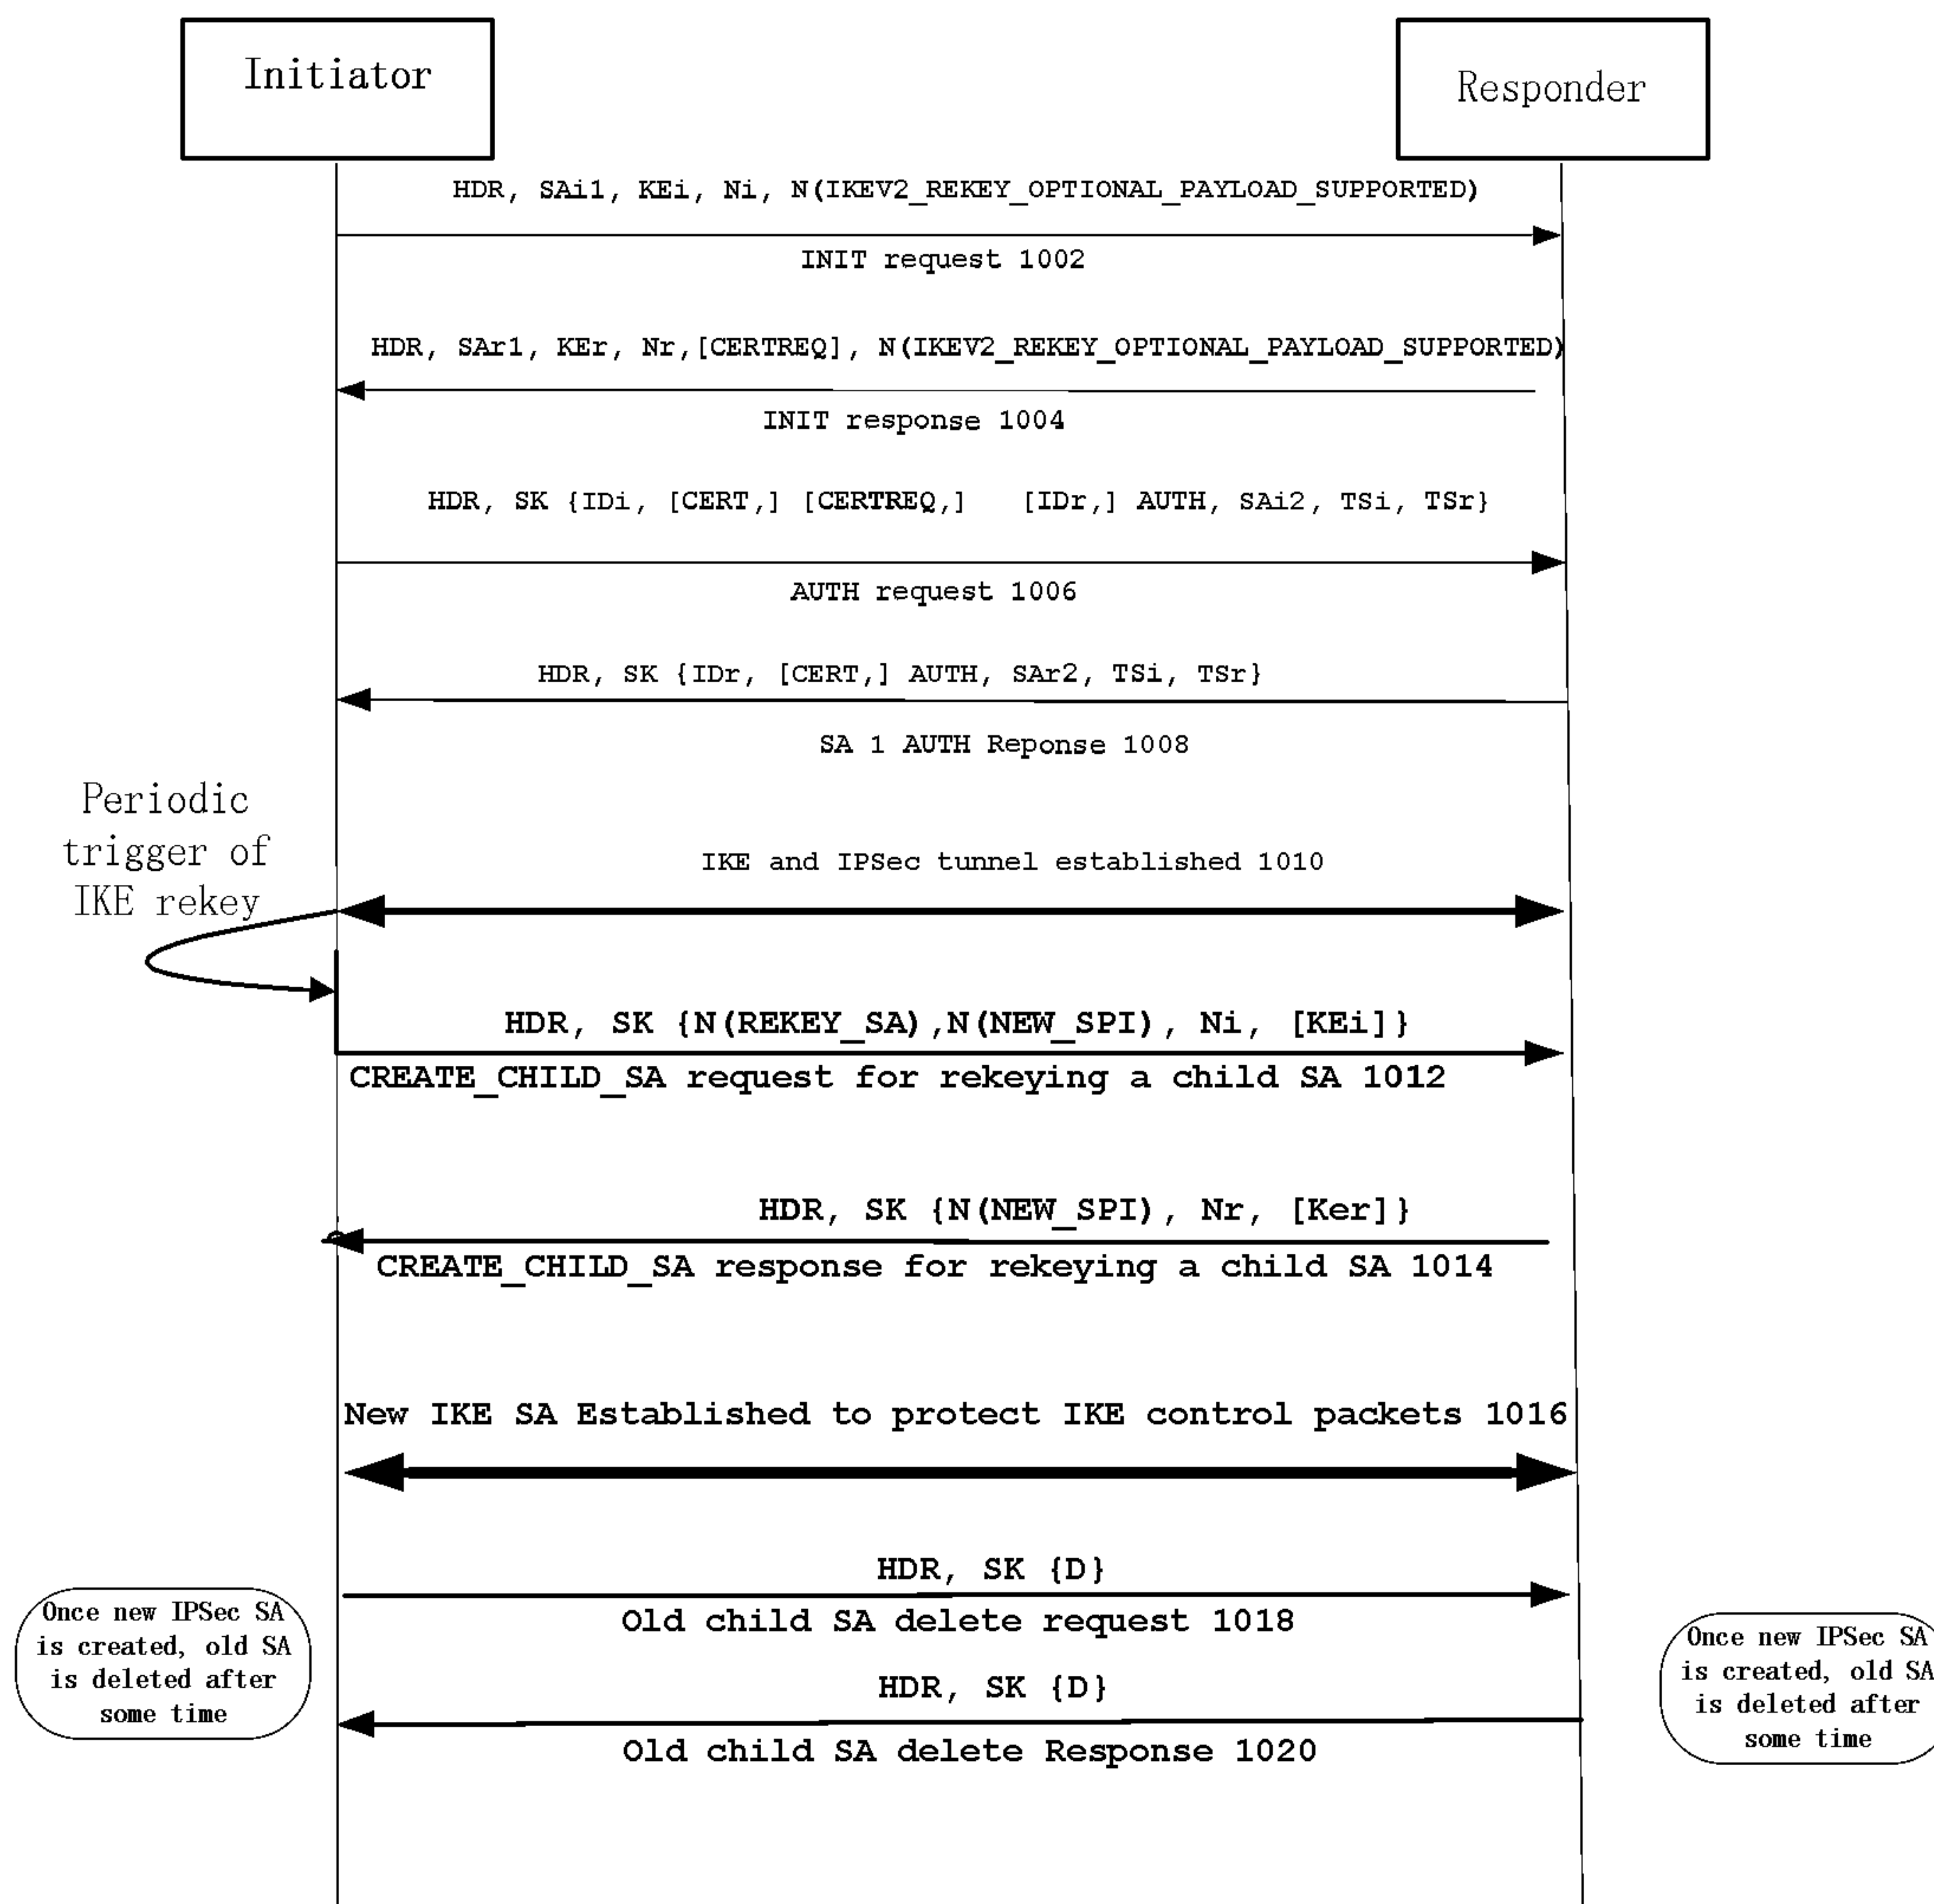 Initiator
Responder
HDR, SAi1, KEi, Ni, N(IKEV2_REKEY_OPTIONAL_PAYLOAD_SUPPORTED)
INIT request 1002
HDR, SAr1, KEr, Nr,[CERTREQ], N(IKEV2_REKEY_OPTIONAL_PAYLOAD_SUPPORTED)
INIT response 1004
HDR, SK {IDi, [CERT,] [CERTREQ,] [IDr,] AUTH, SAi2, TSi, TSr}
AUTH request 1006
HDR, SK {IDr, [CERT,] AUTH, SAr2, TSi, TSr}
SA 1 AUTH Reponse 1008
Periodic
trigger of
IKE rekey
IKE and IPSec tunnel established 1010
HDR, SK {N(REKEY_SA),N(NEW_SPI), Ni, [KEi]}
CREATE_CHILD_SA request for rekeying a child SA 1012
HDR, SK {N(NEW_SPI), Nr, [Ker]}
CREATE_CHILD_SA response for rekeying a child SA 1014
New IKE SA Established to protect IKE control packets 1016
HDR, SK {D}
Old child SA delete request 1018
Once new IPSec SA
is created, old SA
is deleted after
some time
HDR, SK {D}
Old child SA delete Response 1020
Once new IPSec SA
is created, old SA
is deleted after
some time